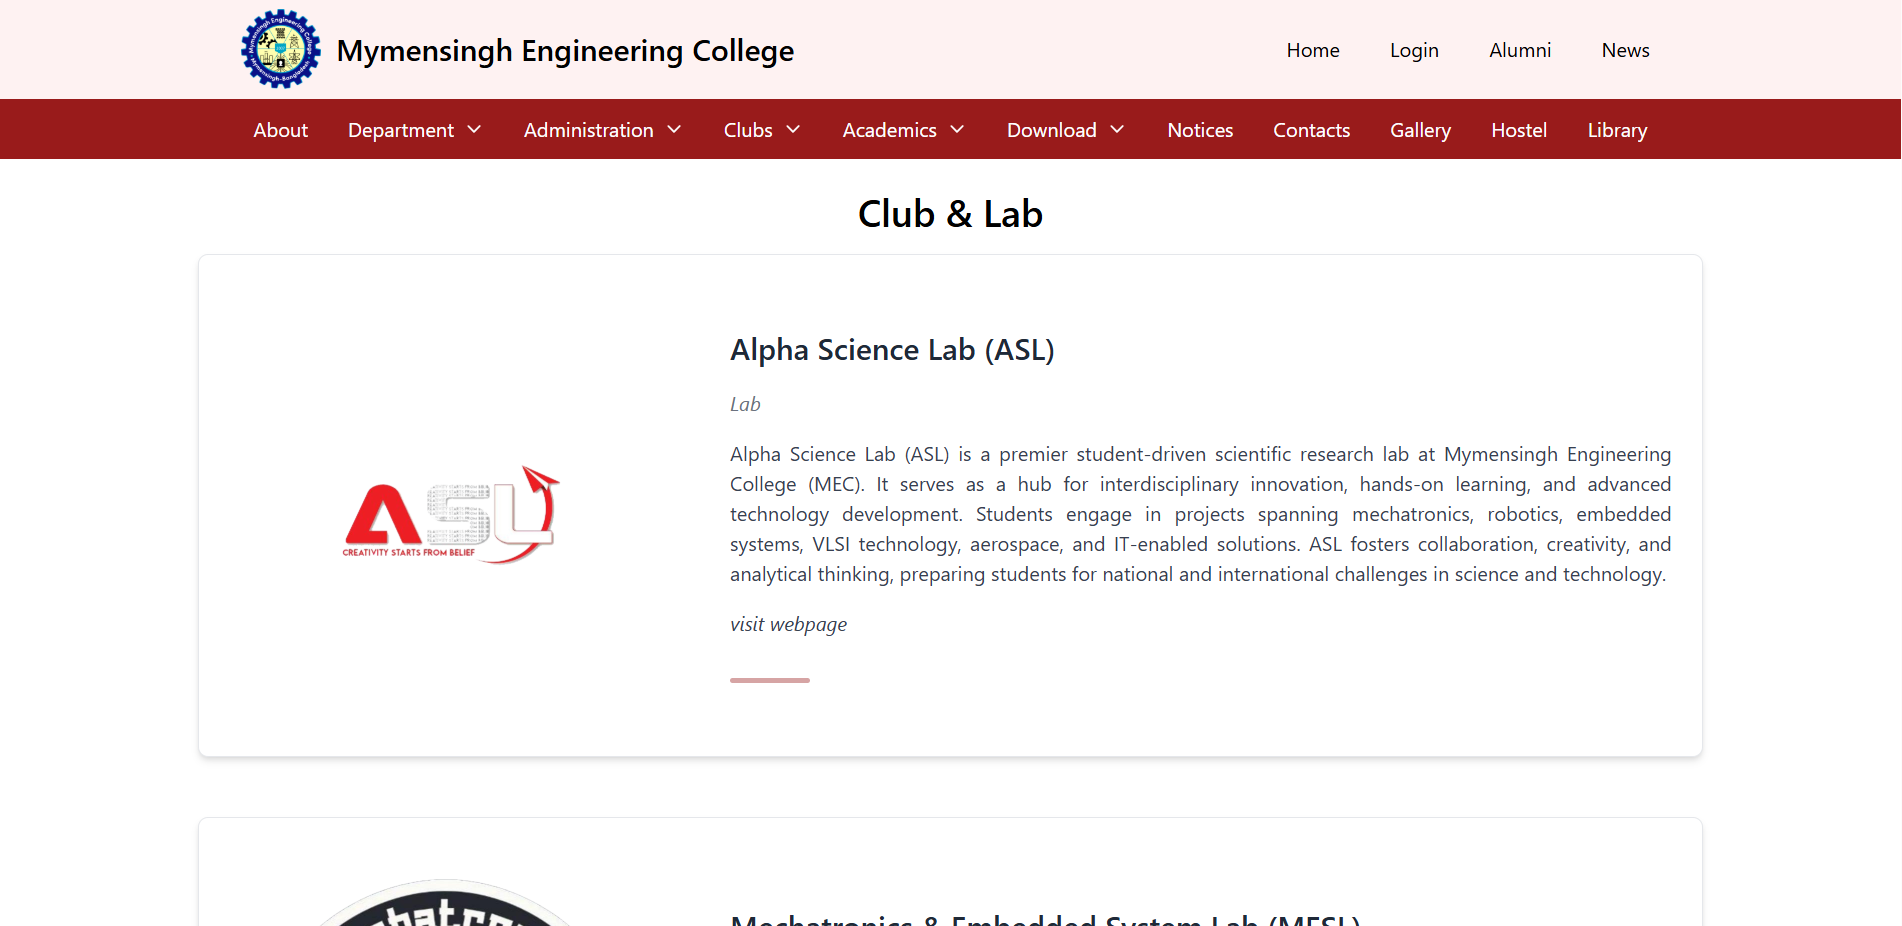 Mymensingh Engineering College
Home Login Alumni News
About Department Administration Clubs Academics Download Notices Contacts Gallery Hostel Library
Club & Lab
Alpha Science Lab (ASL)
Lab
Alpha Science Lab (ASL) is a premier student-driven scientific research lab at Mymensingh Engineering
College (MEC). It serves as a hub for interdisciplinary innovation, hands-on learning, and advanced
technology development. Students engage in projects spanning mechatronics, robotics, embedded
systems, VLSI technology, aerospace, and IT-enabled solutions. ASL fosters collaboration, creativity, and
analytical thinking, preparing students for national and international challenges in science and technology.
visit webpage
ASL
CREATIVITY STARTS FROM BELIEF
Mechatronics & Embedded System Lab (MESL)